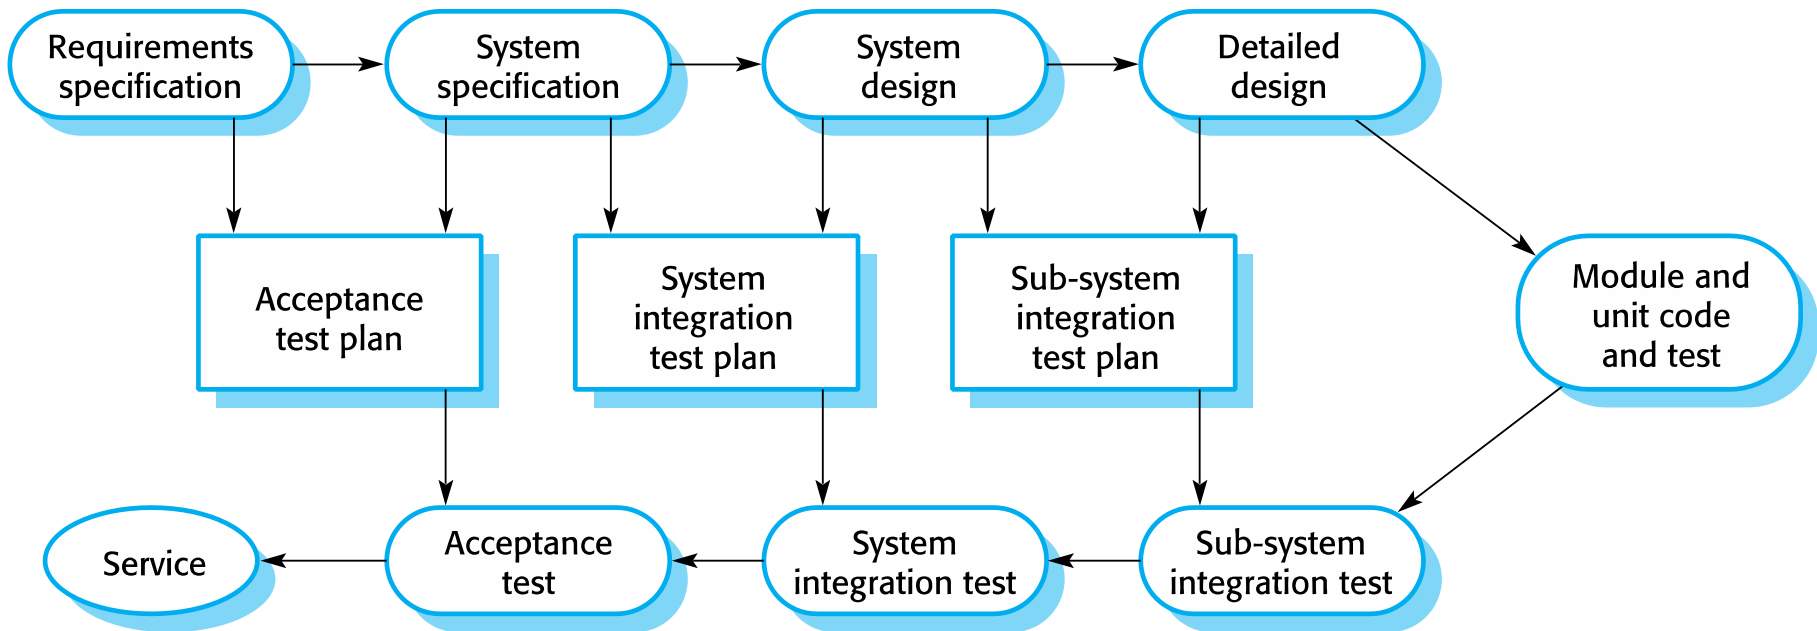 Requirements
specification
System
specification
System
design
Detailed
design
Acceptance
test plan
System
integration
test plan
Sub-system
integration
test plan
Module and
unit code
and test
Service
Acceptance
test
System
integration test
Sub-system
integration test